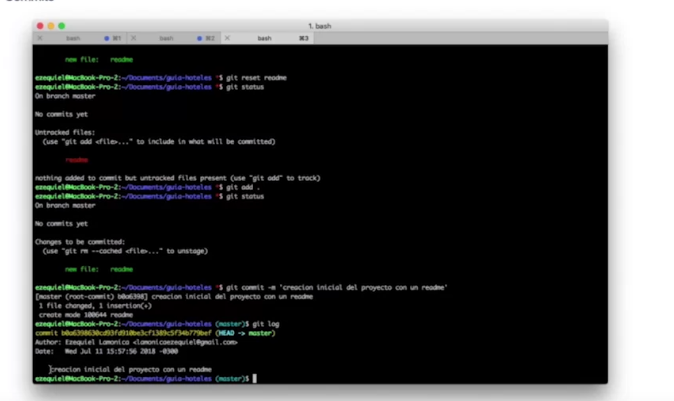 Commits
1. bash
bash ⌘1 bash ⌘2 bash ⌘3
new file: readme
ezequiel@MacBook-Pro-2:~/Documents/guia-hoteles *$ git reset readme
ezequiel@MacBook-Pro-2:~/Documents/guia-hoteles *$ git status
On branch master
No commits yet
Untracked files:
(use "git add <file>..." to include in what will be committed)
readme
nothing added to commit but untracked files present (use "git add" to track)
ezequiel@MacBook-Pro-2:~/Documents/guia-hoteles *$ git add .
ezequiel@MacBook-Pro-2:~/Documents/guia-hoteles *$ git status
On branch master
No commits yet
Changes to be committed:
(use "git rm --cached <file>..." to unstage)
new file: readme
ezequiel@MacBook-Pro-2:~/Documents/guia-hoteles *$ git commit -m 'creacion inicial del proyecto con un readme'
[master (root-commit) b0a6398] creacion inicial del proyecto con un readme
1 file changed, 1 insertion(+)
create mode 100644 readme
ezequiel@MacBook-Pro-2:~/Documents/guia-hoteles (master)$ git log
commit (HEAD -> master)
Author: Ezequiel Lamonica <lamonicaezequiel@gmail.com>
Date: Wed Jul 11 15:57:56 2018 -0300
creacion inicial del proyecto con un readme
ezequiel@MacBook-Pro-2:~/Documents/guia-hoteles (master)$